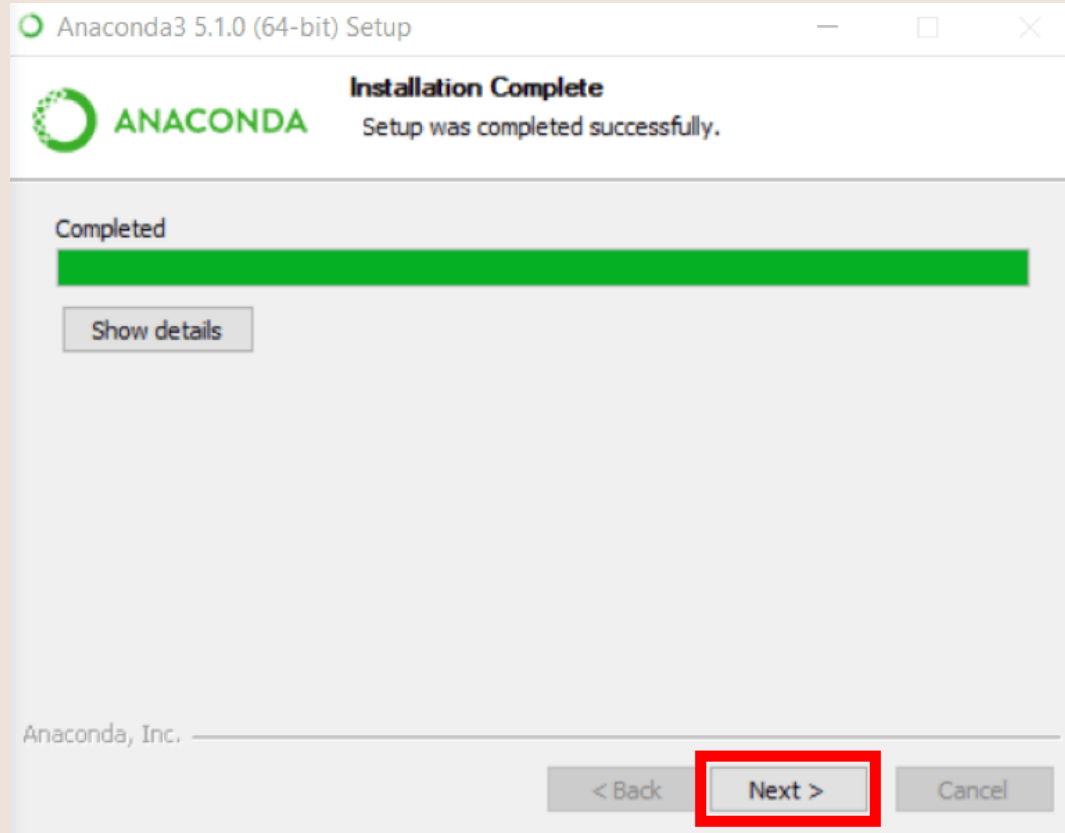 Anaconda3 5.1.0 (64-bit) Setup
ANACONDA
Installation Complete
Setup was completed successfully.
Completed
Show details
Anaconda, Inc.
< Back
Next >
Cancel